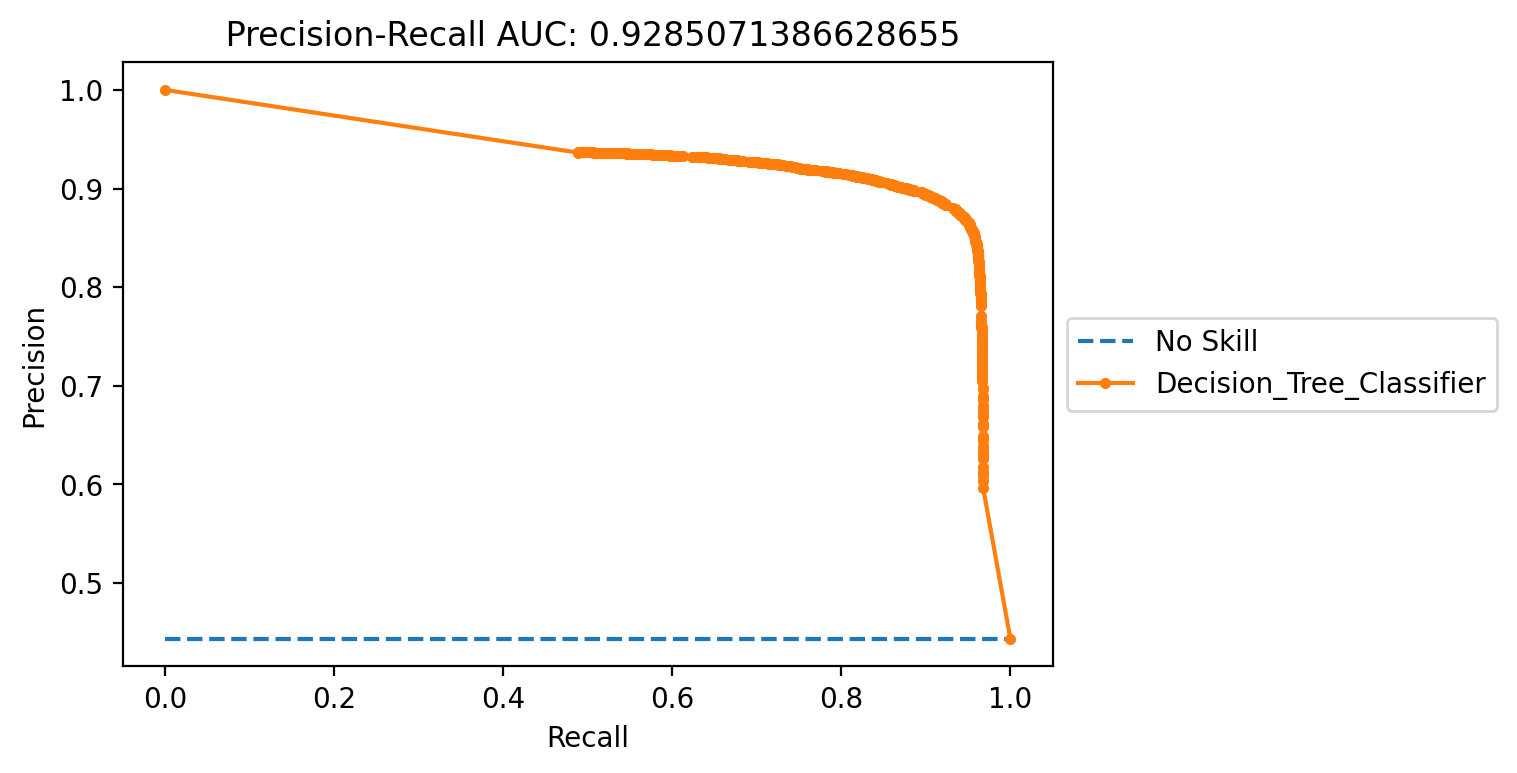 Precision-Recall AUC: 0.9285071386628655
1.0
0.9
0.8
0.7
0.6
0.5
Precision
0.0 0.2 0.4 0.6 0.8 1.0
Recall
No Skill
Decision_Tree_Classifier